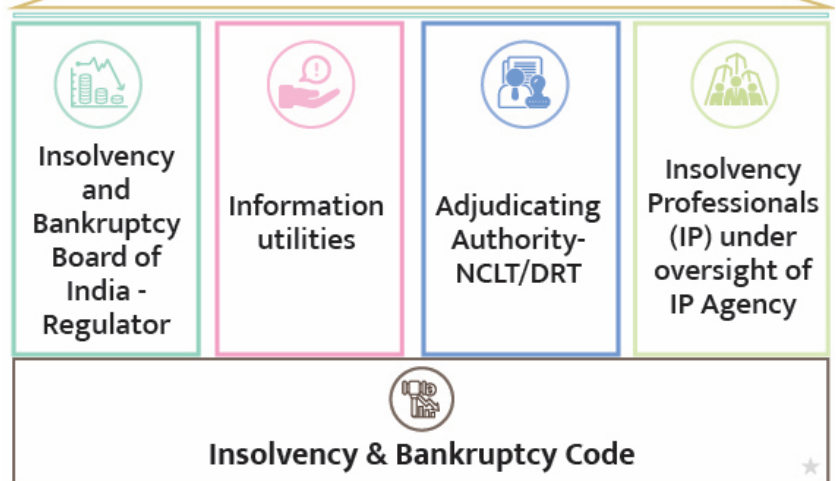 Insolvency
and
Bankruptcy
Board of
India -
Regulator
Information
utilities
Adjudicating
Authority-
NCLT/DRT
Insolvency
Professionals
(IP) under
oversight of
IP Agency
Insolvency & Bankruptcy Code